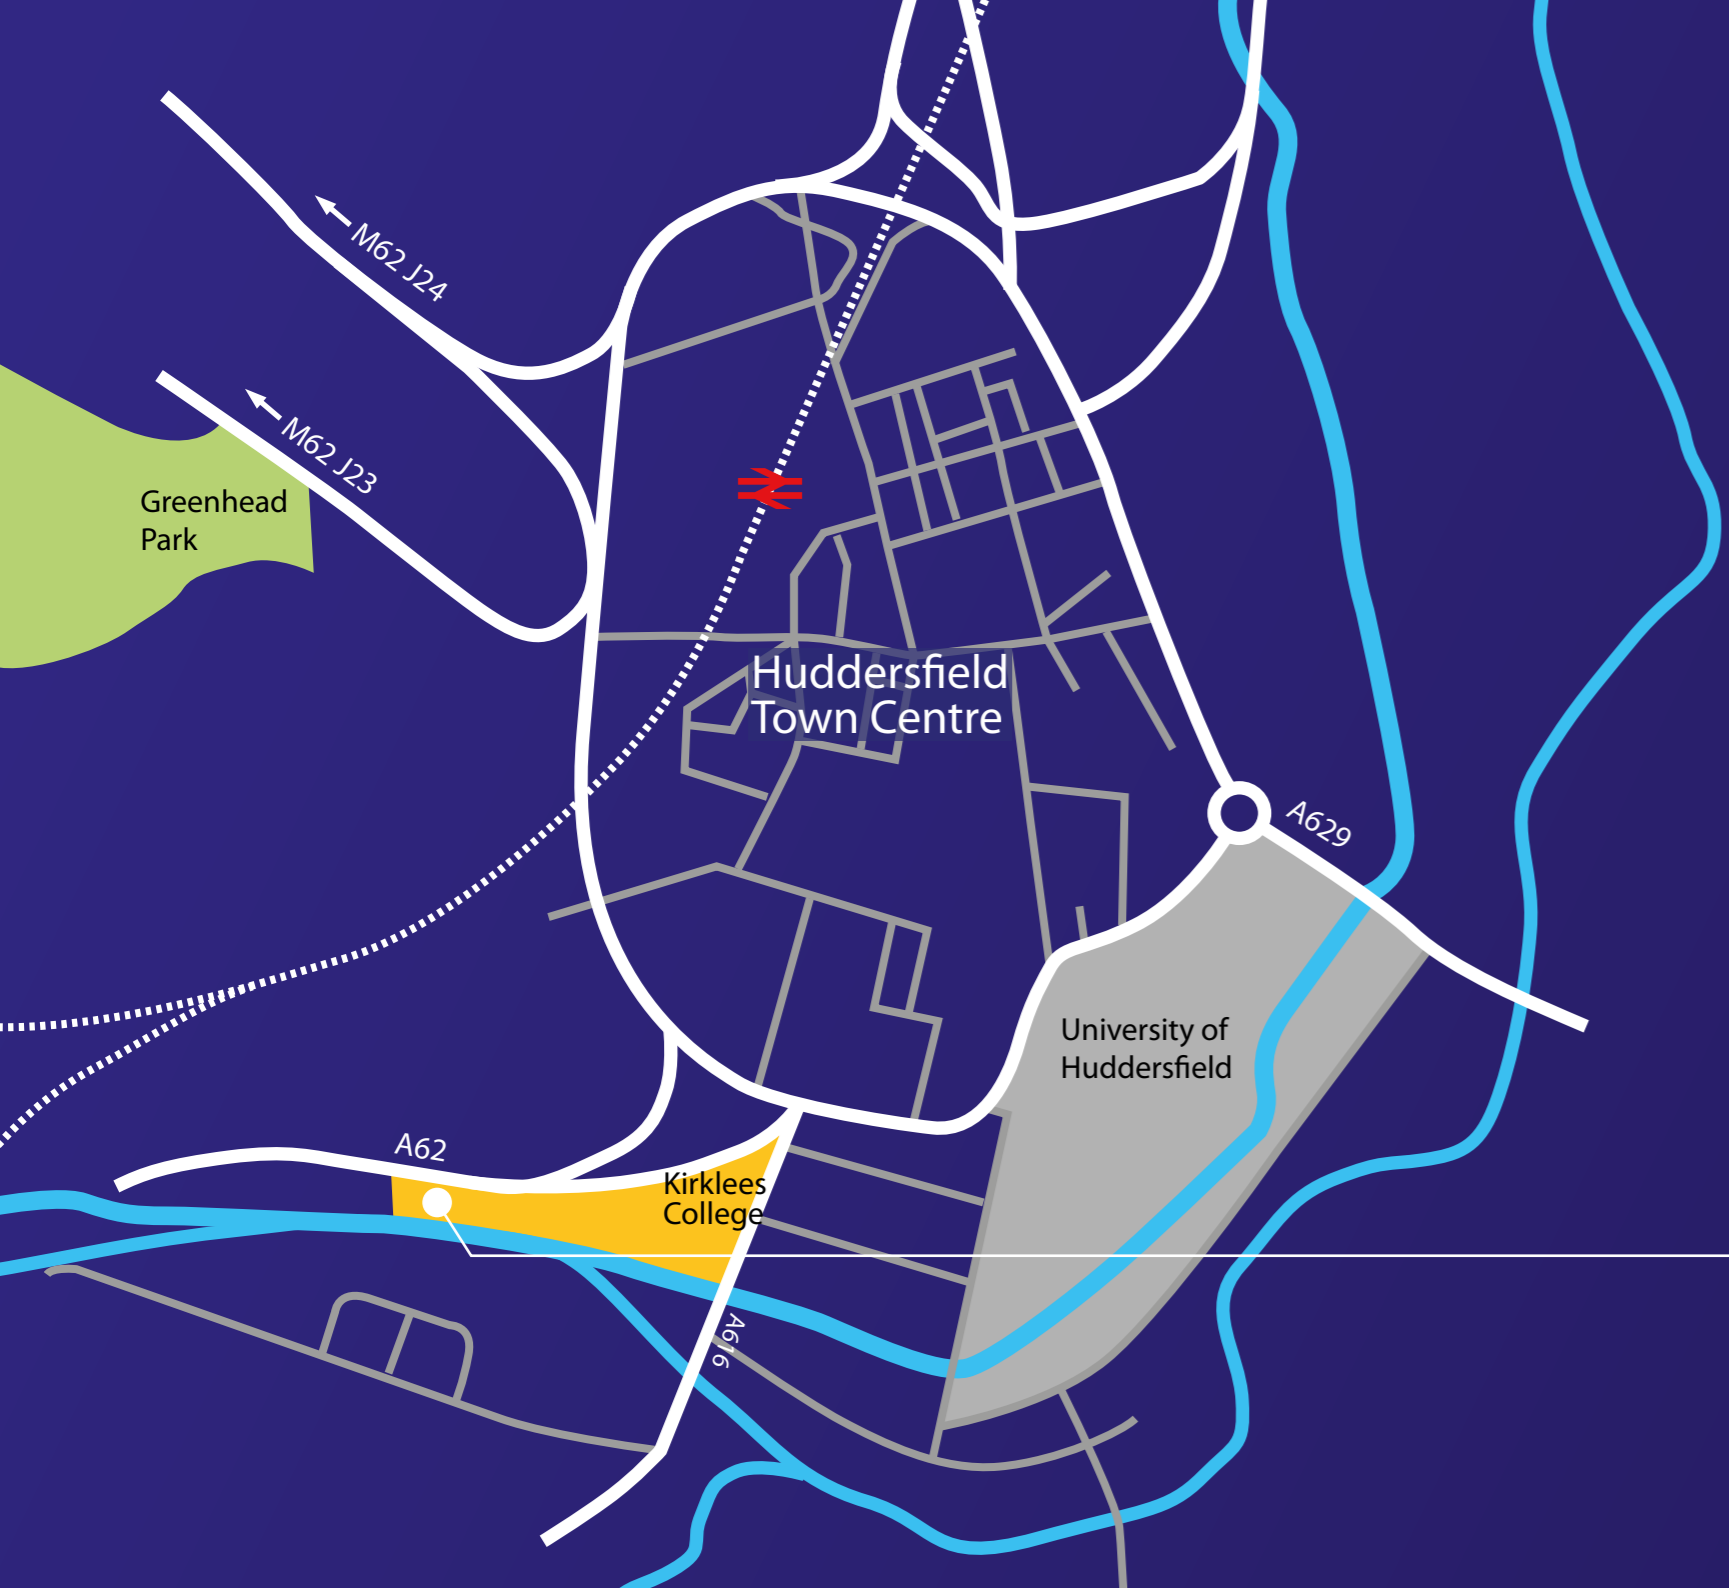 M62 J24
M62 J23
Greenhead
Park
Huddersfield
Town Centre
A629
University of
Huddersfield
A62
Kirklees
College
A616